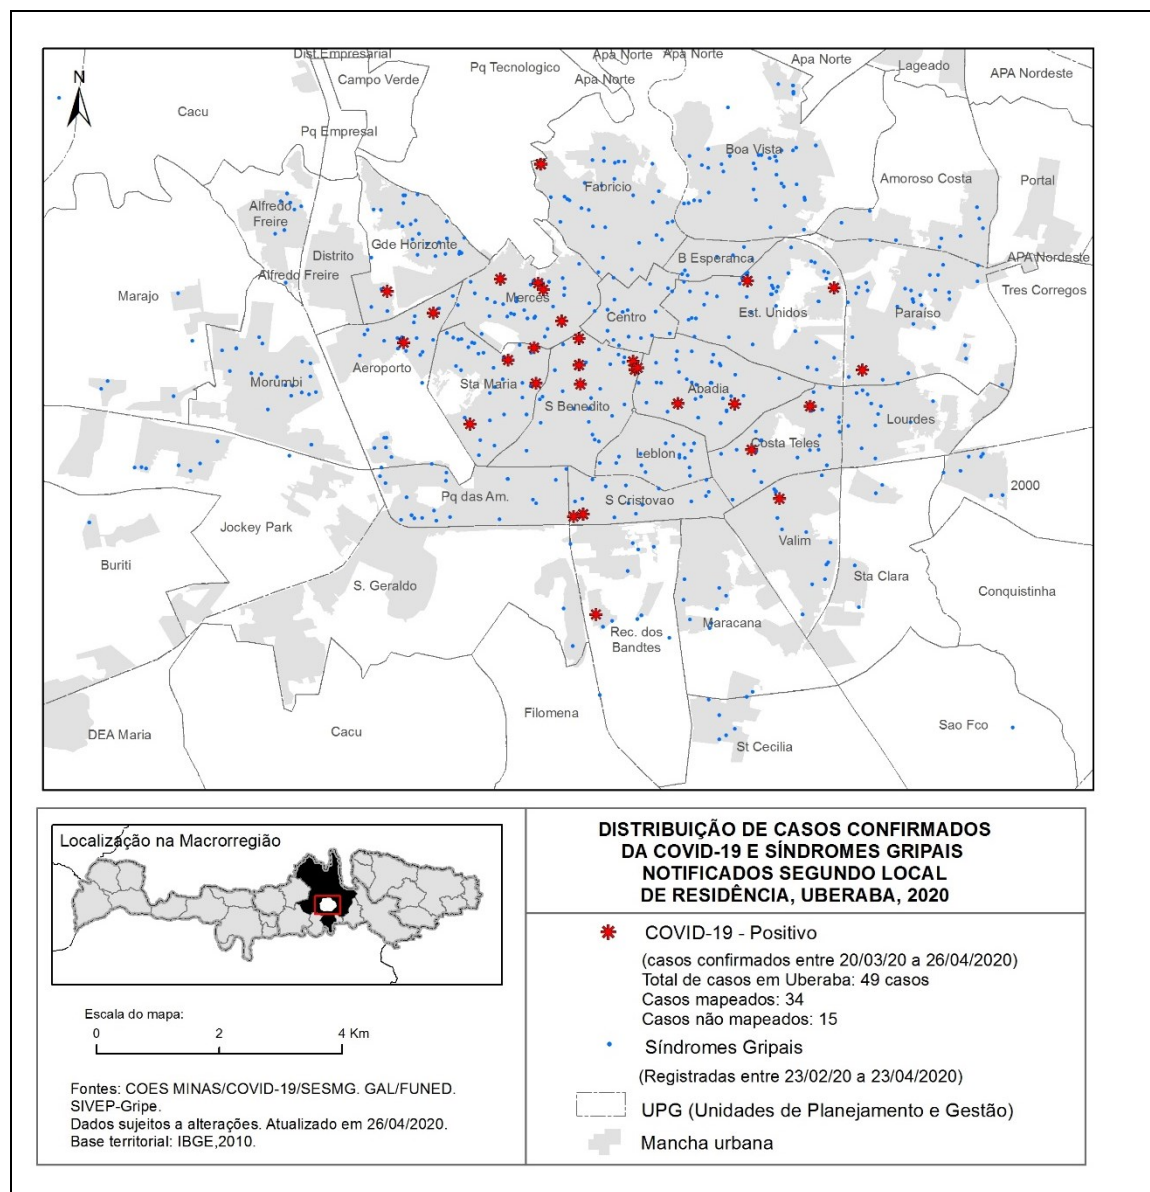 Dist.Empresarial
Apa Norte
Apa Norte
Apa Norte
Lageado
Campo Verde
Pq Tecnologico
Apa Norte
APA Nordeste
N
Cacu
Pq Empresal
Boa Vista
Amoroso Costa
Portal
Fabricio
Alfredo
Freire
Gde Horizonte
Distrito
B Esperanca
APA Nordeste
Alfredo Freire
Tres Corregos
Marajo
Merces
Centro
Est. Unidos
Paraíso
Aeroporto
Morumbi
Sta Maria
Abadia
S Benedito
Lourdes
Costa Teles
Leblon
2000
Pq das Am.
S Cristovao
Jockey Park
Valim
Buriti
S. Geraldo
Sta Clara
Conquistinha
Maracana
Rec. dos
Bandtes
Filomena
Sao Fco
DEA Maria
Cacu
St Cecilia
Localização na Macrorregião
Escala do mapa:
0 2 4 Km
Fontes: COES MINAS/COVID-19/SESMG. GAL/FUNED.
SIVEP-Gripe.
Dados sujeitos a alterações. Atualizado em 26/04/2020.
Base territorial: IBGE,2010.
DISTRIBUIÇÃO DE CASOS CONFIRMADOS
DA COVID-19 E SÍNDROMES GRIPAIS
NOTIFICADOS SEGUNDO LOCAL
DE RESIDÊNCIA, UBERABA, 2020
COVID-19 - Positivo
(casos confirmados entre 20/03/20 a 26/04/2020)
Total de casos em Uberaba: 49 casos
Casos mapeados: 34
Casos não mapeados: 15
Síndromes Gripais
(Registradas entre 23/02/20 a 23/04/2020)
UPG (Unidades de Planejamento e Gestão)
Mancha urbana